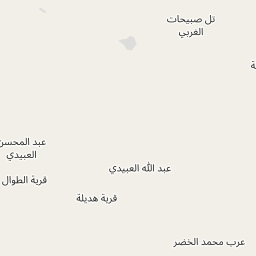 تل صبيحات
الغربي
ة
عبد المحسن
العبيدي
عبد الله العبيدي
قرية الطوال
قرية هديلة
عرب محمد الخضر